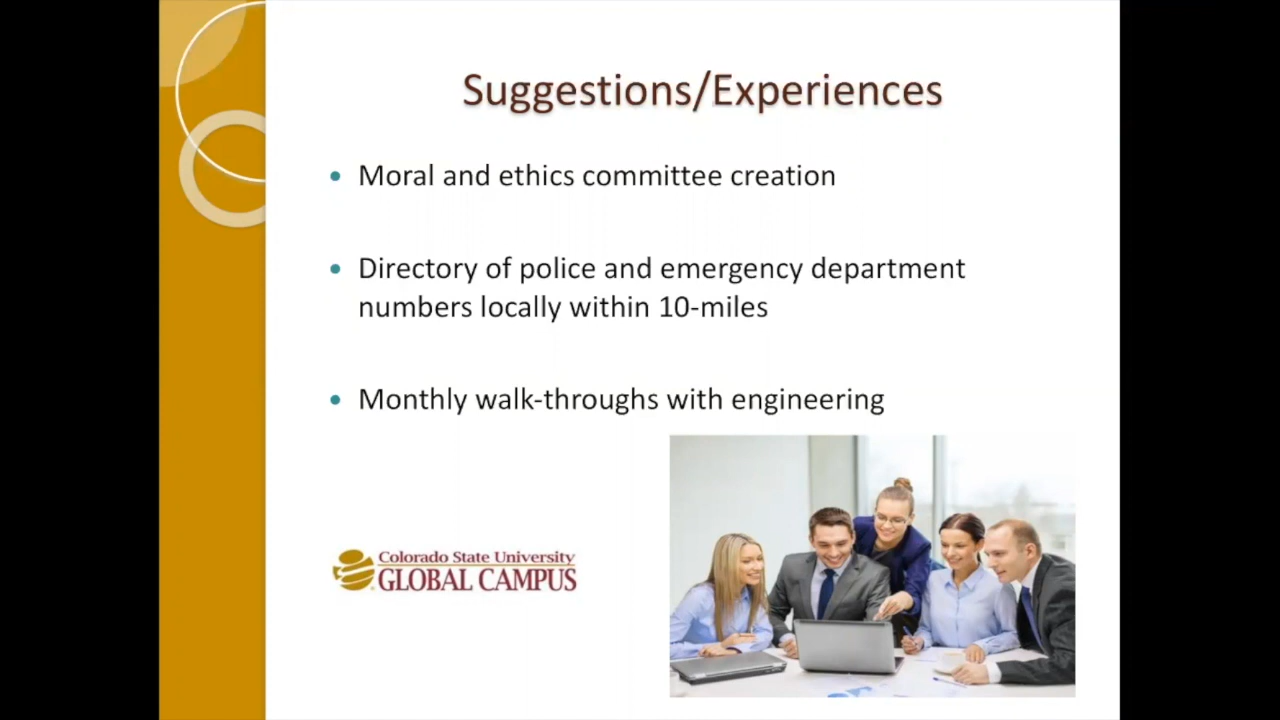 Suggestions/Experiences
• Moral and ethics committee creation
• Directory of police and emergency department
numbers locally within 10-miles
• Monthly walk-throughs with engineering
Colorado State University
GLOBAL CAMPUS